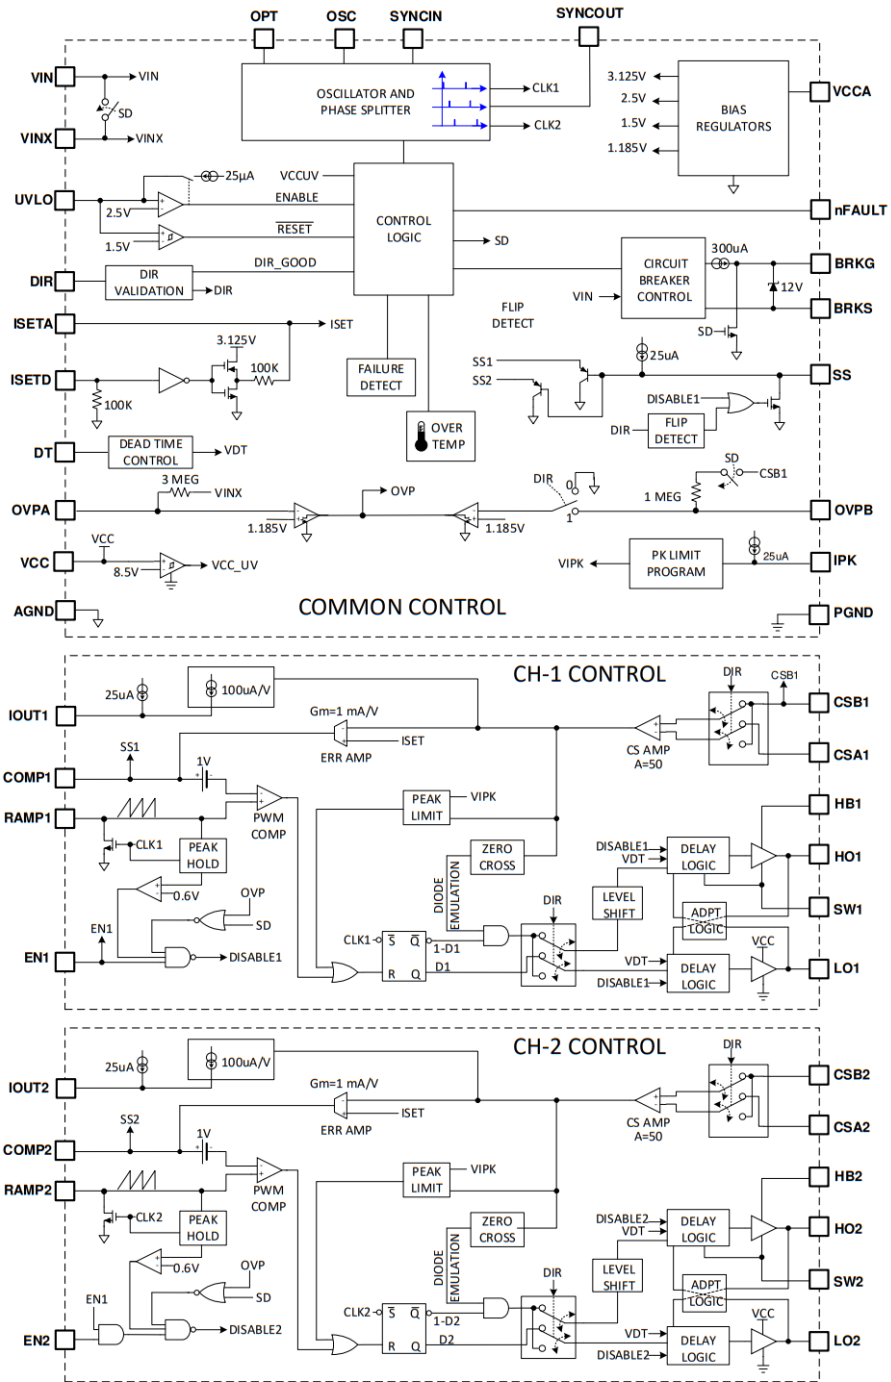 OPT OSC SYNCIN SYNCOUT
VIN VIN
OSCILLATOR AND
PHASE SPLITTER
CLK1
CLK2
SD
VINX VINX
3.125V
2.5V
1.5V
1.185V
BIAS
REGULATORS
VCCA
UVLO
25µA
2.5V
ENABLE
VCCUV
1.5V
RESET
CONTROL
LOGIC
nFAULT
SD
DIR
DIR
VALIDATION
DIR_GOOD
DIR
CIRCUIT
BREAKER
CONTROL
VIN
300uA
12V
SD
BRKG
BRKS
ISETA
ISET
3.125V
FLIP
DETECT
ISETD
100K
100K
FAILURE
DETECT
SS1
SS2
25uA
SS
DISABLE1
DIR
FLIP
DETECT
OVER
TEMP
DT
DEAD TIME
CONTROL
VDT
3 MEG
VINX
OVPA
1.185V
OVP
1.185V
DIR
0
1
SD
CSB1
1 MEG
OVPB
VCC
VCC
8.5V
VCC_UV
VIPK
PK LIMIT
PROGRAM
25uA
IPK
AGND
COMMON CONTROL
PGND
CH-1 CONTROL
25uA
100uA/V
IOUT1
Gm=1 mA/V
ISET
ERR AMP
CS AMP
A=50
DIR
CSB1
CSB1
CSA1
SS1
COMP1
1V
RAMP1
PWM
COMP
CLK1
PEAK
HOLD
0.6V
PEAK
LIMIT
VIPK
ZERO
CROSS
DIODE
EMULATION
DISABLE1
VDT
DELAY
LOGIC
HB1
HO1
SW1
LEVEL
SHIFT
ADPT
LOGIC
OVP
SD
EN1
EN1
DISABLE1
CLK1
S Q
R Q
1-D1
D1
DIR
VDT
DISABLE1
DELAY
LOGIC
VCC
LO1
CH-2 CONTROL
25uA
100uA/V
IOUT2
Gm=1 mA/V
ISET
ERR AMP
CS AMP
A=50
DIR
CSB2
CSA2
SS2
COMP2
1V
RAMP2
PWM
COMP
CLK2
PEAK
HOLD
0.6V
PEAK
LIMIT
VIPK
ZERO
CROSS
DIODE
EMULATION
DISABLE2
VDT
DELAY
LOGIC
HB2
HO2
SW2
LEVEL
SHIFT
ADPT
LOGIC
OVP
SD
EN1
EN2
DISABLE2
CLK2
S Q
R Q
1-D2
D2
DIR
VDT
DISABLE2
DELAY
LOGIC
VCC
LO2